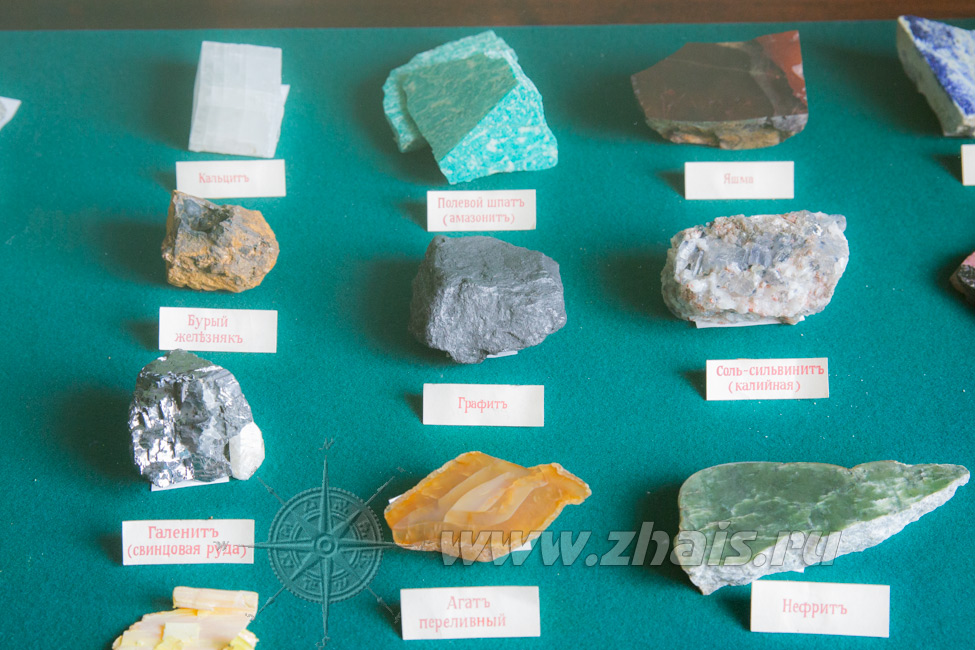 Кальцитъ
Полевой шпатъ
(амазонитъ)
Яшма
Бурый
желѣзнякъ
Графитъ
Соль-сильвинитъ
(калийная)
Галенитъ
(свинцовая руда)
Агатъ
переливный
Нефритъ
www.zhais.ru